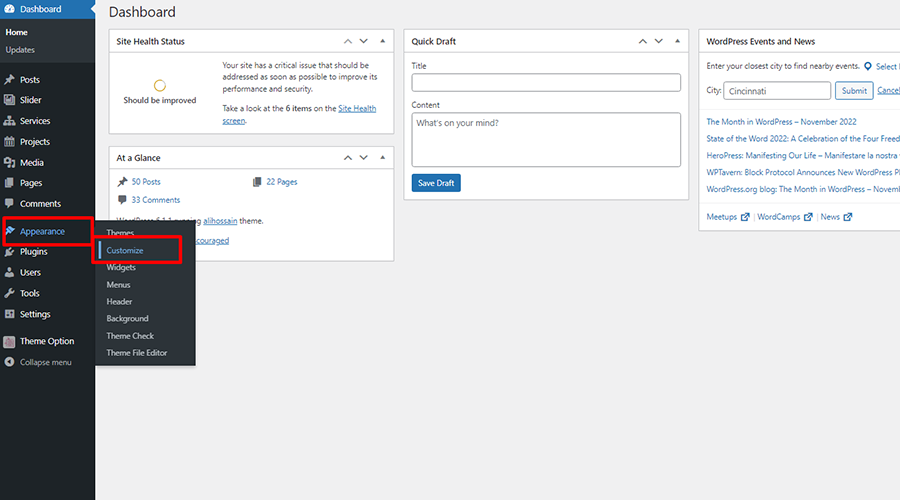 Dashboard
Home
Updates
Posts
Slider
Services
Projects
Media
Pages
Comments
Appearance
Plugins
Users
Tools
Settings
Theme Option
Collapse menu
Themes
Customize
Widgets
Menus
Header
Background
Theme Check
Theme File Editor
Dashboard
Site Health Status
Should be improved
Your site has a critical issue that should be
addressed as soon as possible to improve its
performance and security.
Take a look at the 6 items on the Site Health
screen.
At a Glance
50 Posts
22 Pages
33 Comments
WordPress 6.1.1 running alihossain theme.
couraged
Quick Draft
Title
Content
What's on your mind?
Save Draft
WordPress Events and News
Enter your closest city to find nearby events. Select
City: Cincinnati Submit Cancel
The Month in WordPress – November 2022
State of the Word 2022: A Celebration of the Four Freed
HeroPress: Manifesting Our Life – Manifestare la nostra
WPTavern: Block Protocol Announces New WordPress Pl
WordPress.org blog: The Month in WordPress – Novem
Meetups | WordCamps | News